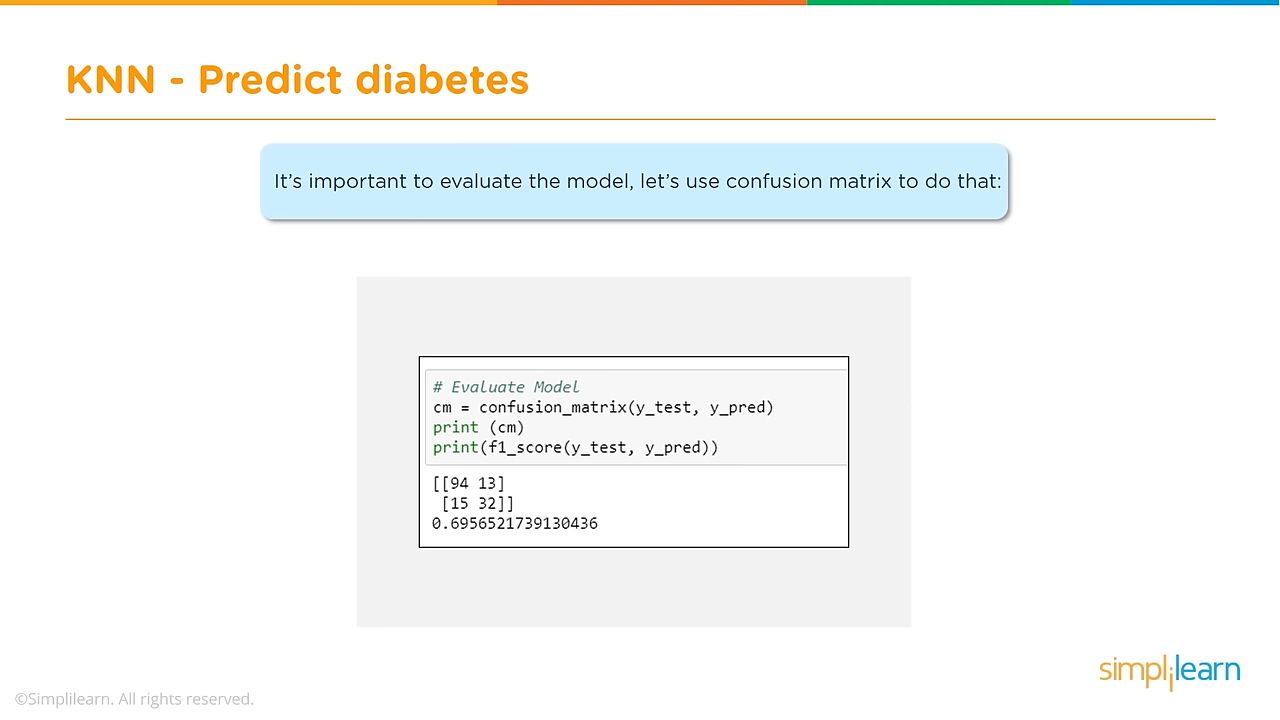 KNN - Predict diabetes
It's important to evaluate the model, let's use confusion matrix to do that:
# Evaluate Model
cm = confusion_matrix(y_test, y_pred)
print (cm)
print(f1_score(y_test, y_pred))
[[94 13]
 [15 32]]
0.6956521739130436
simplilearn
©Simplilearn. All rights reserved.